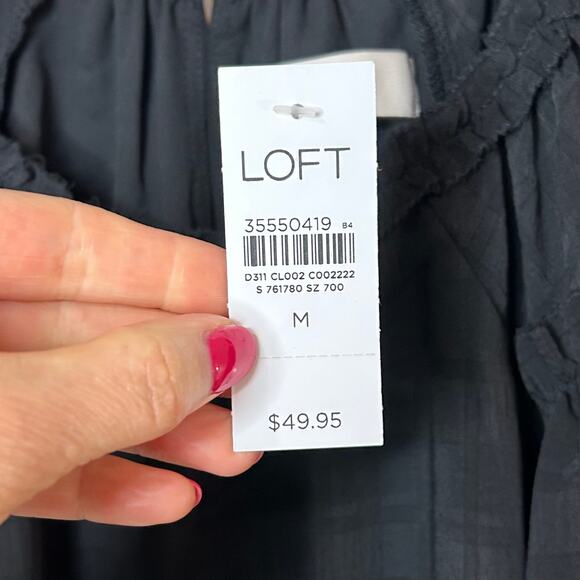 LOFT
35550419 B4
D311 CL002 C002222
S 761780 SZ 700
M
$49.95